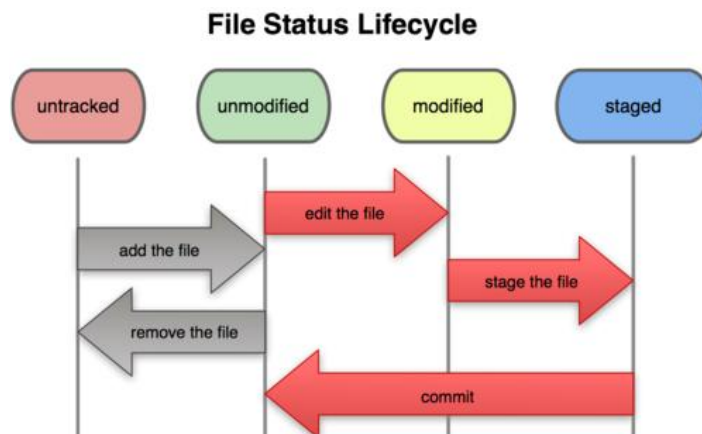 File Status Lifecycle
untracked
unmodified
modified
staged
edit the file
add the file
stage the file
remove the file
commit